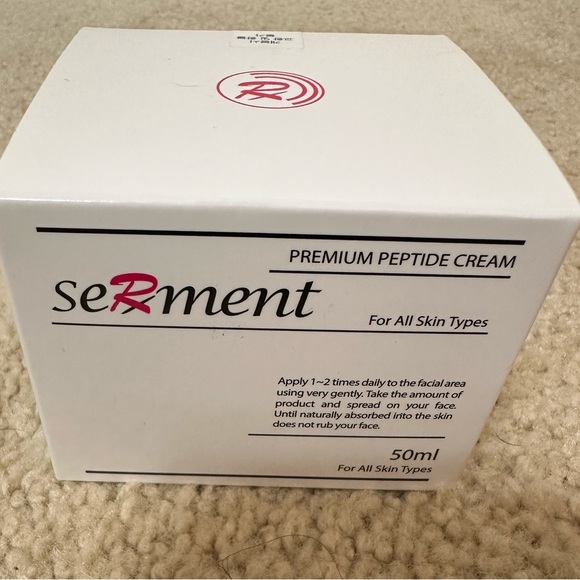 PREMIUM PEPTIDE CREAM
seRment
For All Skin Types
Apply 1~2 times daily to the facial area
using very gently. Take the amount of
product and spread on your face.
Until naturally absorbed into the skin
does not rub your face.
50ml
For All Skin Types